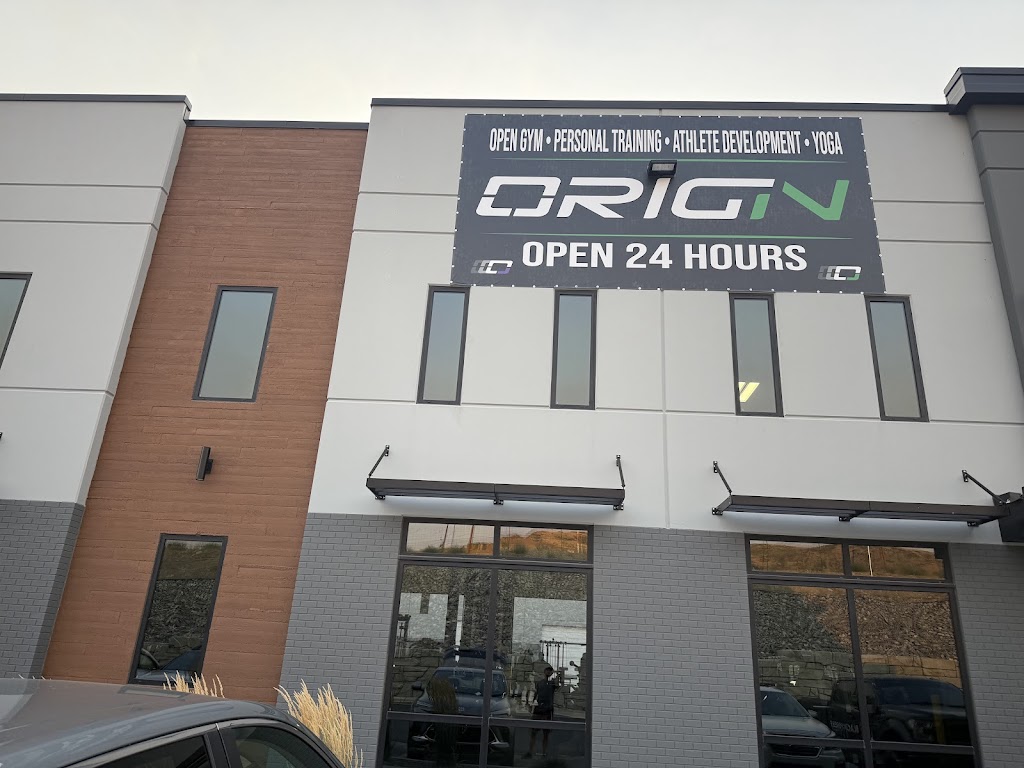 OPEN GYM • PERSONAL TRAINING • ATHLETE DEVELOPMENT • YOGA
ORIGIN
OPEN 24 HOURS